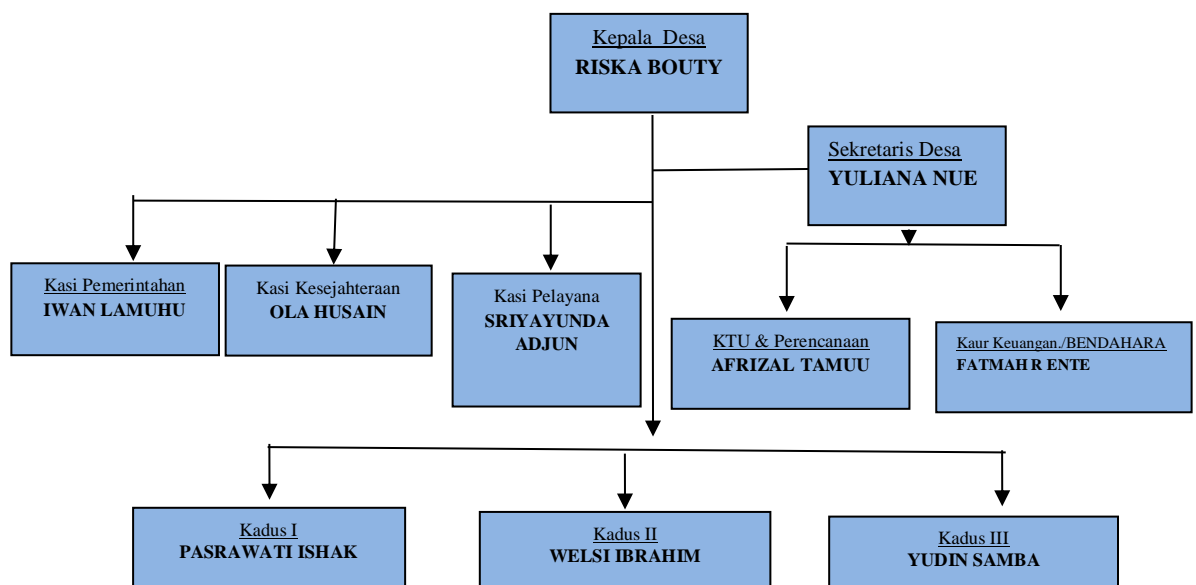 Kepala Desa
RISKA BOUTY
Sekretaris Desa
YULIANA NUE
Kasi Pemerintahan
IWAN LAMUHU
Kasi Kesejahteraan
OLA HUSAIN
Kasi Pelayana
SRIYAYUNDA
ADJUN
KTU & Perencanaan
AFRIZAL TAMUU
Kaur Keuangan./BENDAHARA
FATMAH R ENTE
Kadus I
PASRAWATI ISHAK
Kadus II
WELSI IBRAHIM
Kadus III
YUDIN SAMBA